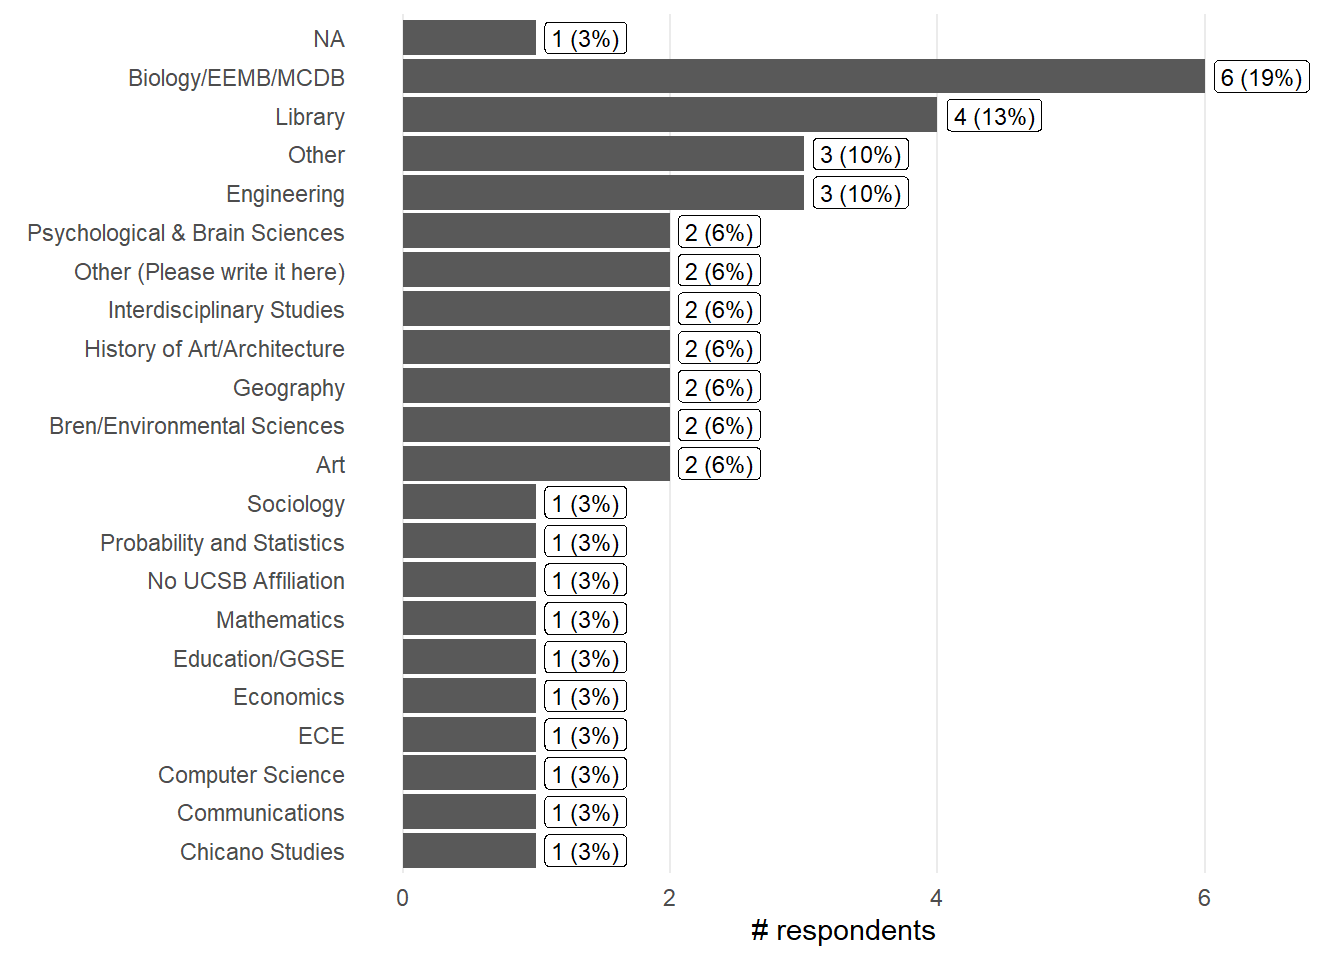 NA 1 (3%)
Biology/EEMB/MCDB 6 (19%)
Library 4 (13%)
Other 3 (10%)
Engineering 3 (10%)
Psychological & Brain Sciences 2 (6%)
Other (Please write it here) 2 (6%)
Interdisciplinary Studies 2 (6%)
History of Art/Architecture 2 (6%)
Geography 2 (6%)
Bren/Environmental Sciences 2 (6%)
Art 2 (6%)
Sociology 1 (3%)
Probability and Statistics 1 (3%)
No UCSB Affiliation 1 (3%)
Mathematics 1 (3%)
Education/GGSE 1 (3%)
Economics 1 (3%)
ECE 1 (3%)
Computer Science 1 (3%)
Communications 1 (3%)
Chicano Studies 1 (3%)
0 2 4 6
# respondents